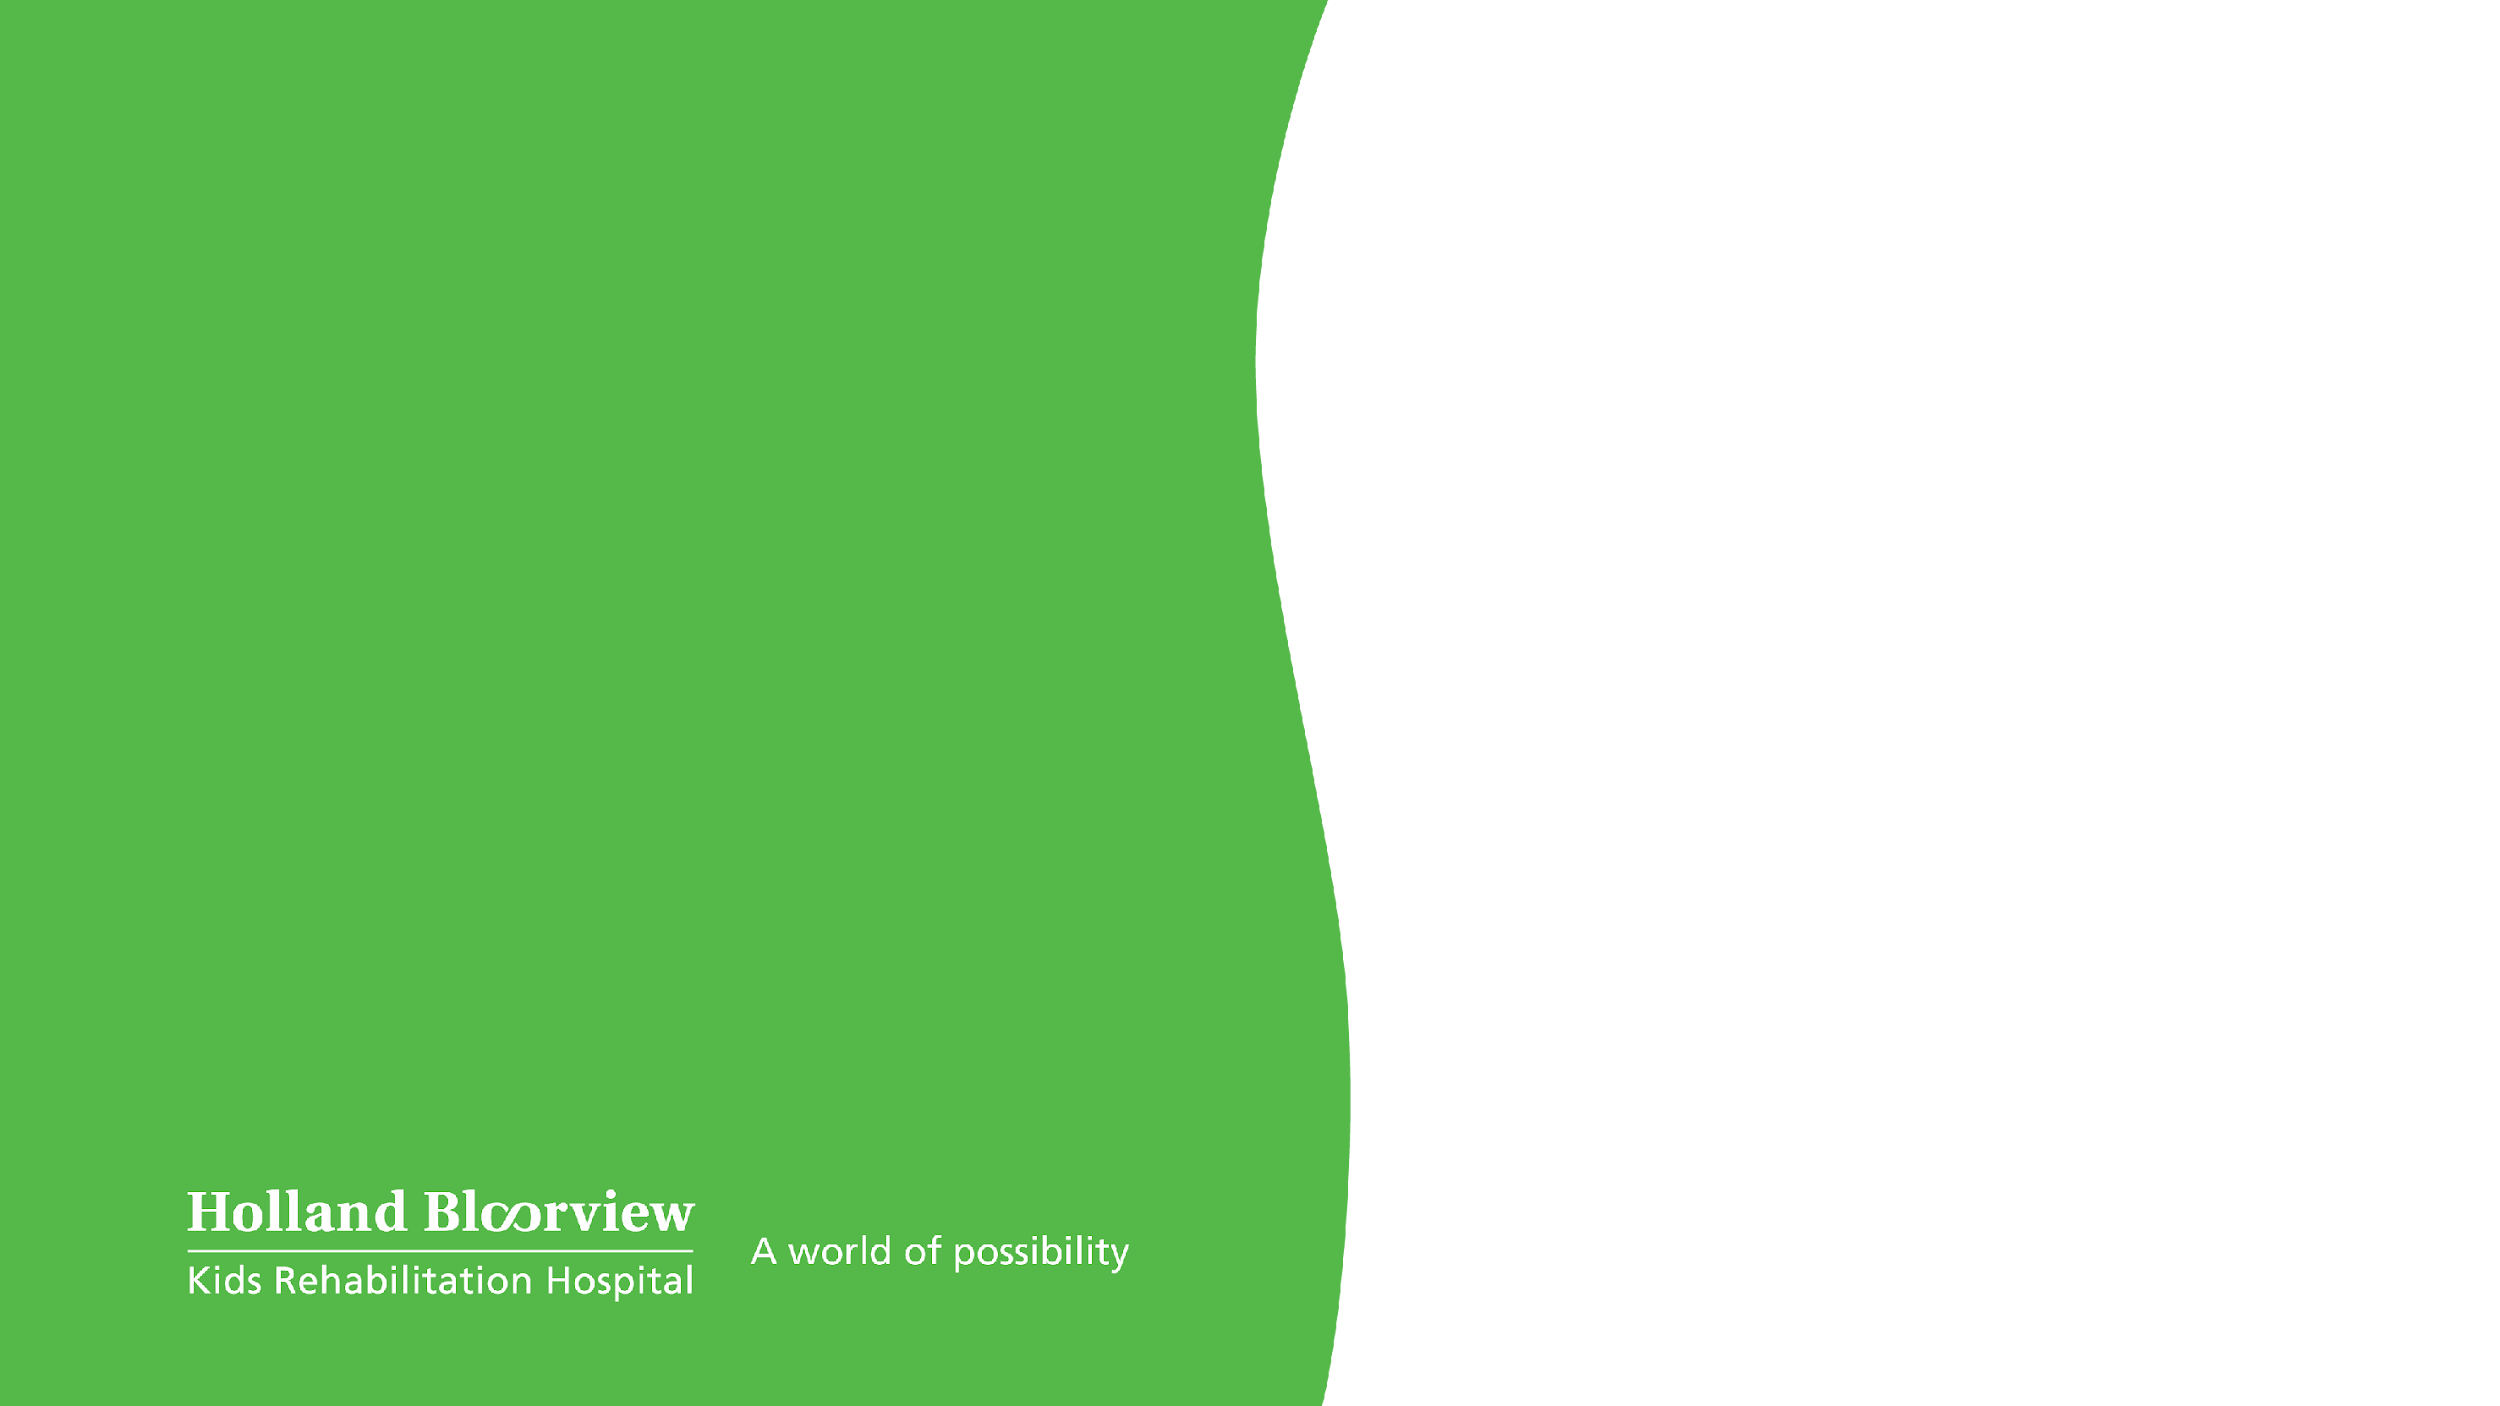 Holland Bloorview
Kids Rehabilitation Hospital
A world of possibility